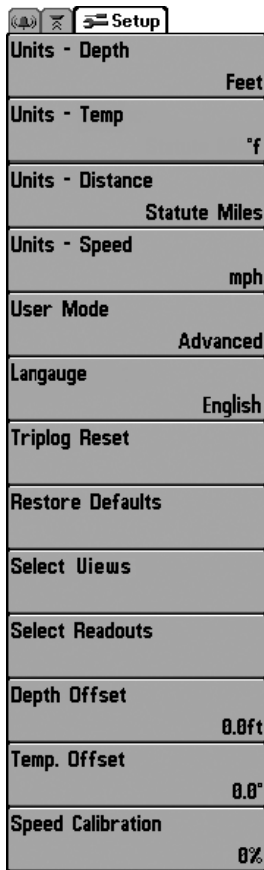 Setup
Units - Depth
Feet
Units - Temp
°f
Units - Distance
Statute Miles
Units - Speed
mph
User Mode
Advanced
Langauge
English
Triplog Reset
Restore Defaults
Select Views
Select Readouts
Depth Offset
0.0ft
Temp. Offset
0.0°
Speed Calibration
0%